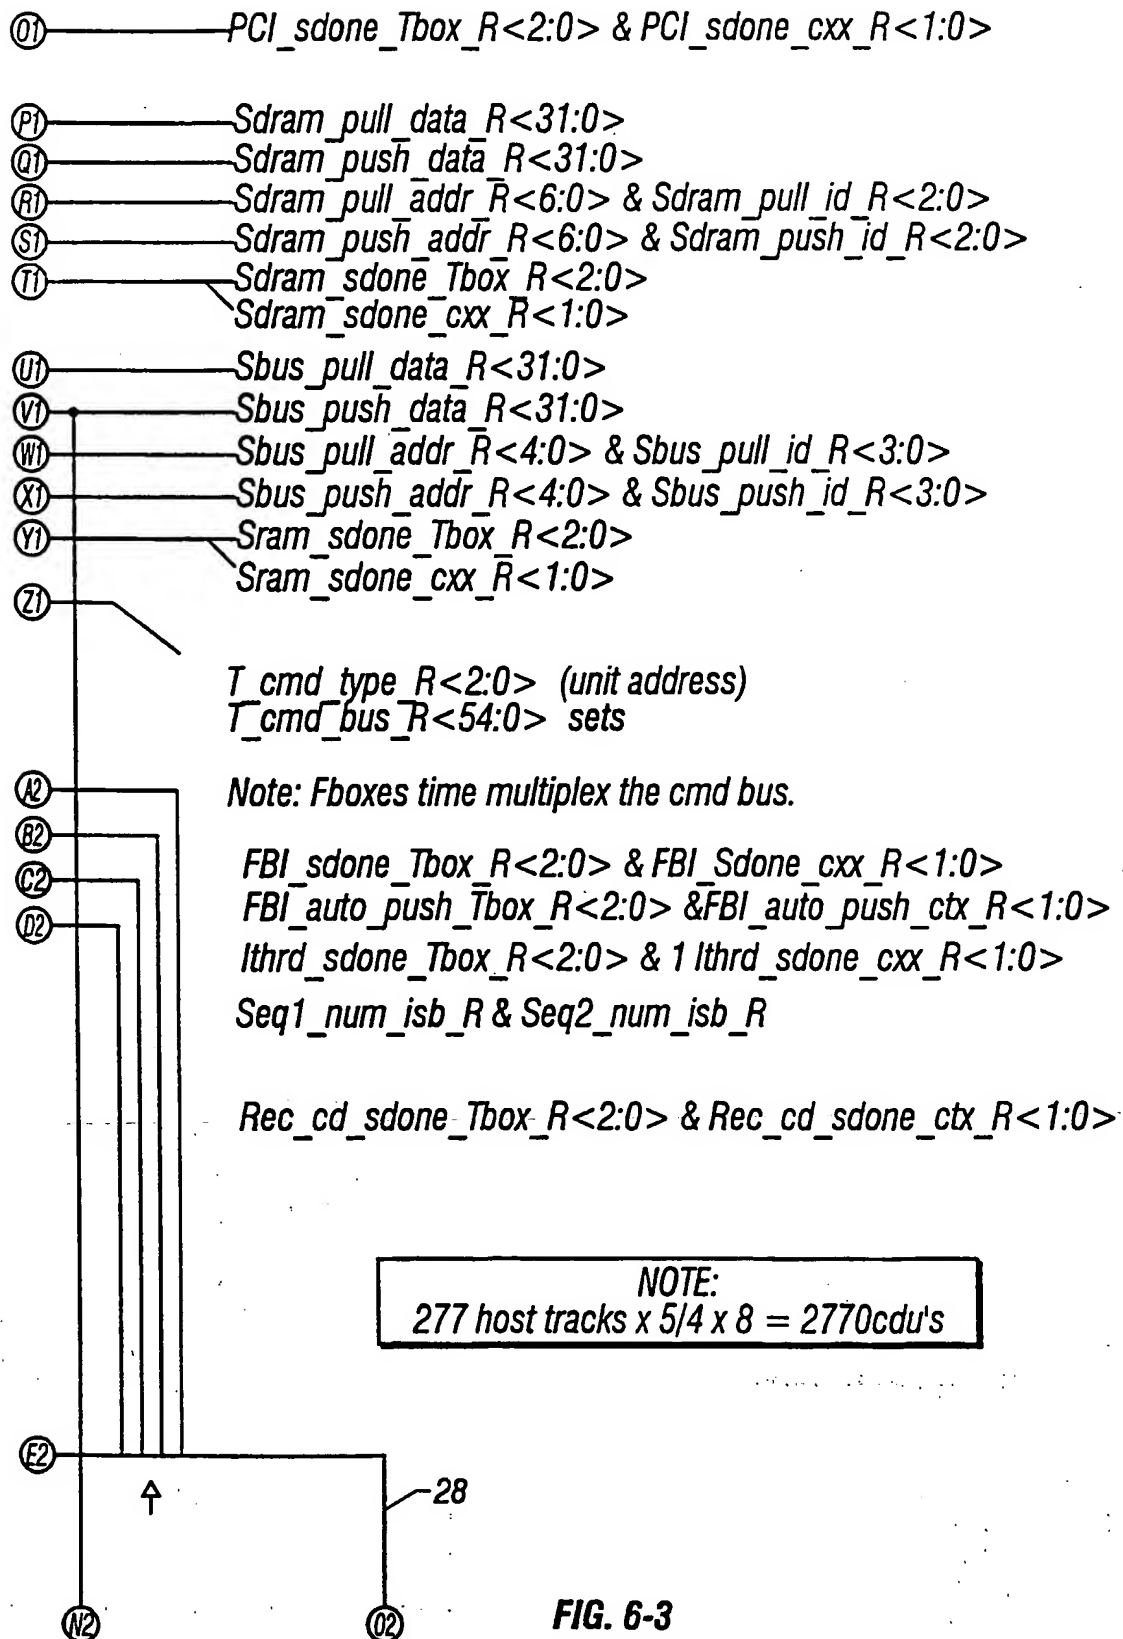 O1 PCI_sdone_Tbox_R<2:0> & PCI_sdone_cxx_R<1:0>
P1 Sdram_pull_data_R<31:0>
Q1 Sdram_push_data_R<31:0>
R1 Sdram_pull_addr_R<6:0> & Sdram_pull_id_R<2:0>
S1 Sdram_push_addr_R<6:0> & Sdram_push_id_R<2:0>
T1 Sdram_sdone_Tbox_R<2:0>
Sdram_sdone_cxx_R<1:0>
U1 Sbus_pull_data_R<31:0>
V1 Sbus_push_data_R<31:0>
W1 Sbus_pull_addr_R<4:0> & Sbus_pull_id_R<3:0>
X1 Sbus_push_addr_R<4:0> & Sbus_push_id_R<3:0>
Y1 Sram_sdone_Tbox_R<2:0>
Sram_sdone_cxx_R<1:0>
Z1
T_cmd_type_R<2:0> (unit address)
T_cmd_bus_R<54:0> sets
A2 Note: Fboxes time multiplex the cmd bus.
B2
FBI_sdone_Tbox_R<2:0> & FBI_Sdone_cxx_R<1:0>
C2
FBI_auto_push_Tbox_R<2:0> &FBI_auto_push_ctx_R<1:0>
D2
Ithrd_sdone_Tbox_R<2:0> & 1 Ithrd_sdone_cxx_R<1:0>
Seq1_num_isb_R & Seq2_num_isb_R
Rec_cd_sdone_Tbox_R<2:0> & Rec_cd_sdone_ctx_R<1:0>
NOTE:
277 host tracks x 5/4 x 8 = 2770cdu's
E2
28
N2
O2
FIG. 6-3